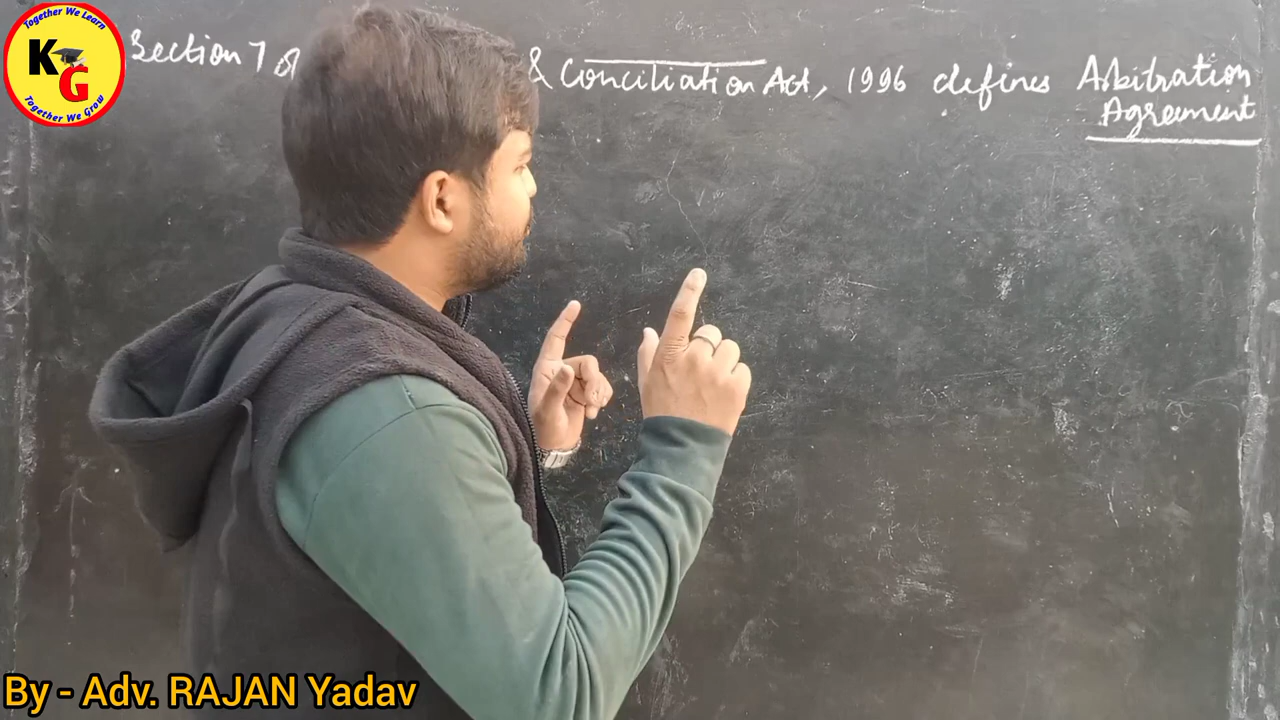 Together We Learn
KG
Together We Grow
Section 7 of & Conciliation Act, 1996 defines Arbitration
Agreement
By - Adv. RAJAN Yadav